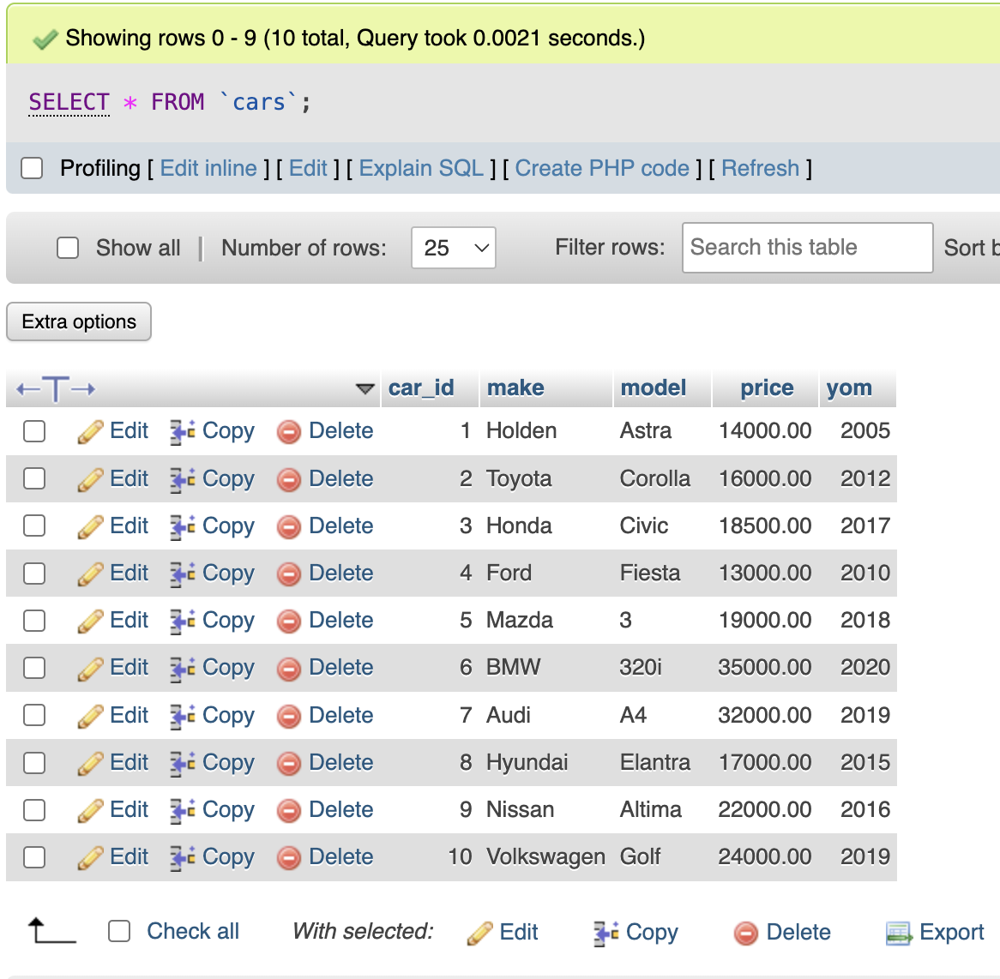 Showing rows 0 - 9 (10 total, Query took 0.0021 seconds.)
SELECT * FROM `cars`;
Profiling [ Edit inline ] [ Edit ] [ Explain SQL ] [ Create PHP code ] [ Refresh ]
Show all | Number of rows: 25 Filter rows: Search this table Sort b
Extra options
←T→ car_id make model price yom
Edit Copy Delete 1 Holden Astra 14000.00 2005
Edit Copy Delete 2 Toyota Corolla 16000.00 2012
Edit Copy Delete 3 Honda Civic 18500.00 2017
Edit Copy Delete 4 Ford Fiesta 13000.00 2010
Edit Copy Delete 5 Mazda 3 19000.00 2018
Edit Copy Delete 6 BMW 320i 35000.00 2020
Edit Copy Delete 7 Audi A4 32000.00 2019
Edit Copy Delete 8 Hyundai Elantra 17000.00 2015
Edit Copy Delete 9 Nissan Altima 22000.00 2016
Edit Copy Delete 10 Volkswagen Golf 24000.00 2019
Check all With selected: Edit Copy Delete Export